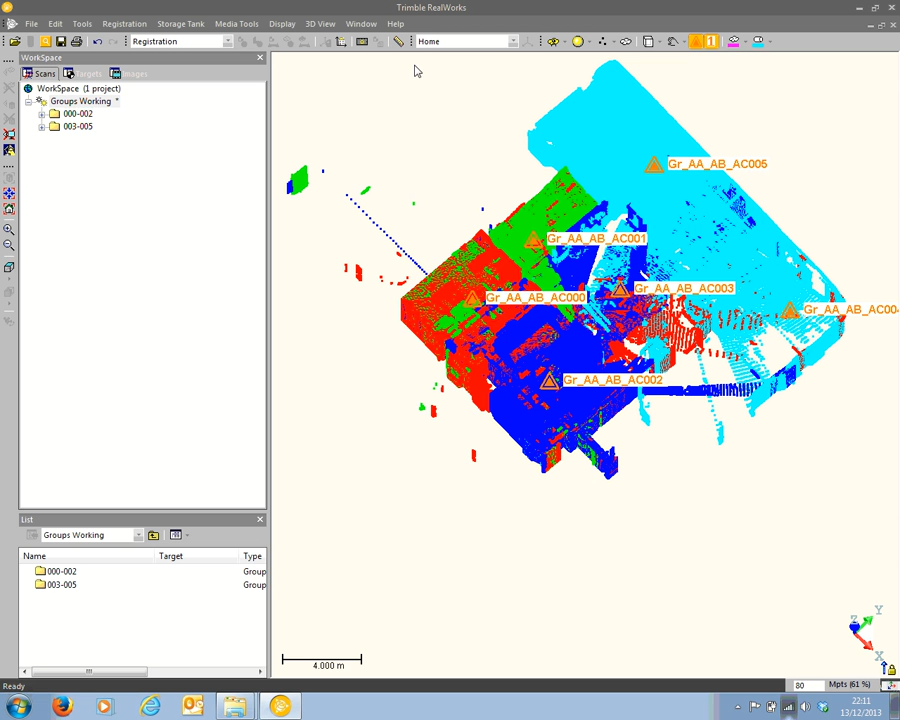 Trimble RealWorks
File Edit Tools Registration Storage Tank Media Tools Display 3D View Window Help
Registration Home 1
WorkSpace
Scans Targets Images
WorkSpace (1 project)
Groups Working *
000-002
003-005
Gr_AA_AB_AC005
Gr_AA_AB_AC001
Gr_AA_AB_AC003
Gr_AA_AB_AC000
Gr_AA_AB_AC00
Gr_AA_AB_AC002
List
Groups Working
Name Target Type
000-002 Group
003-005 Group
4.000 m
Z Y
X
Ready 80 Mpts (61 %)
22:11
13/12/2013